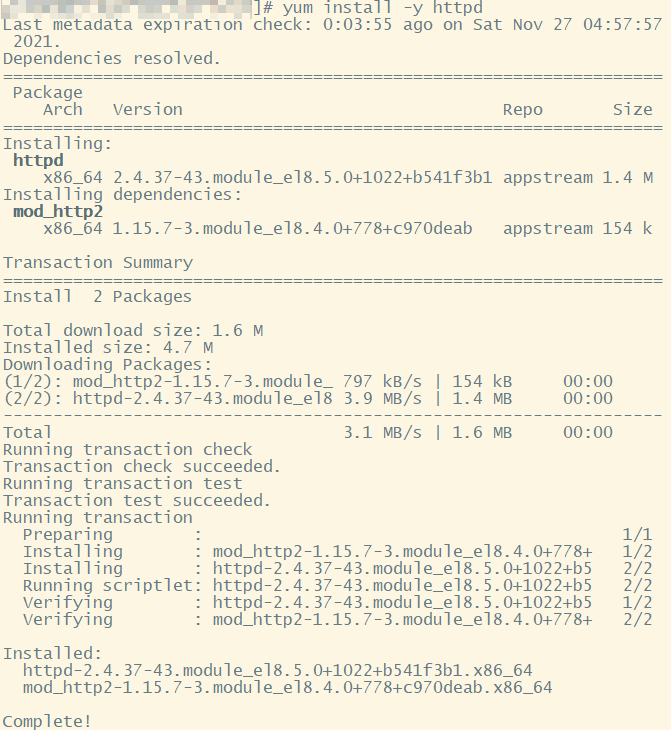 ]# yum install -y httpd
Last metadata expiration check: 0:03:55 ago on Sat Nov 27 04:57:57
 2021.
Dependencies resolved.
==================================================================
 Package
    Arch   Version                                Repo       Size
==================================================================
Installing:
 httpd
    x86_64 2.4.37-43.module_el8.5.0+1022+b541f3b1 appstream 1.4 M
Installing dependencies:
 mod_http2
    x86_64 1.15.7-3.module_el8.4.0+778+c970deab   appstream 154 k

Transaction Summary
==================================================================
Install  2 Packages

Total download size: 1.6 M
Installed size: 4.7 M
Downloading Packages:
(1/2): mod_http2-1.15.7-3.module_ 797 kB/s | 154 kB     00:00
(2/2): httpd-2.4.37-43.module_el8 3.9 MB/s | 1.4 MB     00:00
------------------------------------------------------------------
Total                             3.1 MB/s | 1.6 MB     00:00
Running transaction check
Transaction check succeeded.
Running transaction test
Transaction test succeeded.
Running transaction
  Preparing        :                                          1/1
  Installing       : mod_http2-1.15.7-3.module_el8.4.0+778+   1/2
  Installing       : httpd-2.4.37-43.module_el8.5.0+1022+b5   2/2
  Running scriptlet: httpd-2.4.37-43.module_el8.5.0+1022+b5   2/2
  Verifying        : httpd-2.4.37-43.module_el8.5.0+1022+b5   1/2
  Verifying        : mod_http2-1.15.7-3.module_el8.4.0+778+   2/2

Installed:
  httpd-2.4.37-43.module_el8.5.0+1022+b541f3b1.x86_64
  mod_http2-1.15.7-3.module_el8.4.0+778+c970deab.x86_64

Complete!